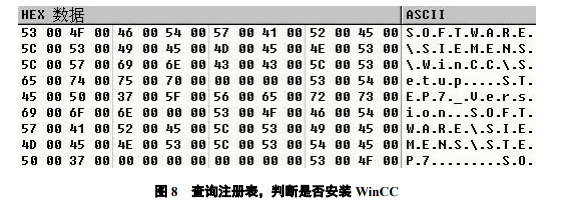 HEX 数据 ASCII
53 00 4F 00 46 00 54 00 57 00 41 00 52 00 45 00 S.O.F.T.W.A.R.E.
5C 00 53 00 49 00 45 00 4D 00 45 00 4E 00 53 00 \.S.I.E.M.E.N.S.
5C 00 57 00 69 00 6E 00 43 00 43 00 5C 00 53 00 \.W.i.n.C.C.\.S.
65 00 74 00 75 00 70 00 00 00 00 00 53 00 54 00 e.t.u.p.....S.T.
45 00 50 00 37 00 5F 00 56 00 65 00 72 00 73 00 E.P.7._.V.e.r.s.
69 00 6F 00 6E 00 00 00 53 00 4F 00 46 00 54 00 i.o.n...S.O.F.T.
57 00 41 00 52 00 45 00 5C 00 53 00 49 00 45 00 W.A.R.E.\.S.I.E.
4D 00 45 00 4E 00 53 00 5C 00 53 00 54 00 45 00 M.E.N.S.\.S.T.E.
50 00 37 00 00 00 00 00 00 00 00 00 53 00 4F 00 P.7.........S.O.
图 8 查询注册表，判断是否安装 WinCC